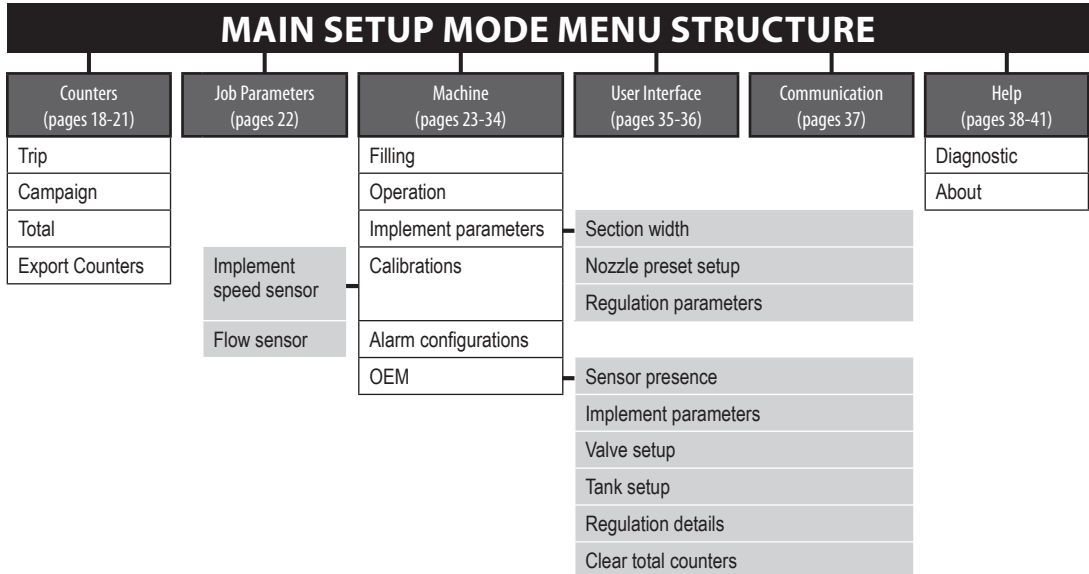 MAIN SETUP MODE MENU STRUCTURE
Counters
(pages 18-21)
Trip
Campaign
Total
Export Counters
Job Parameters
(pages 22)
Machine
(pages 23-34)
Filling
Operation
Implement parameters
Section width
Nozzle preset setup
Regulation parameters
Calibrations
Implement
speed sensor
Flow sensor
Alarm configurations
OEM
Sensor presence
Implement parameters
Valve setup
Tank setup
Regulation details
Clear total counters
User Interface
(pages 35-36)
Communication
(pages 37)
Help
(pages 38-41)
Diagnostic
About